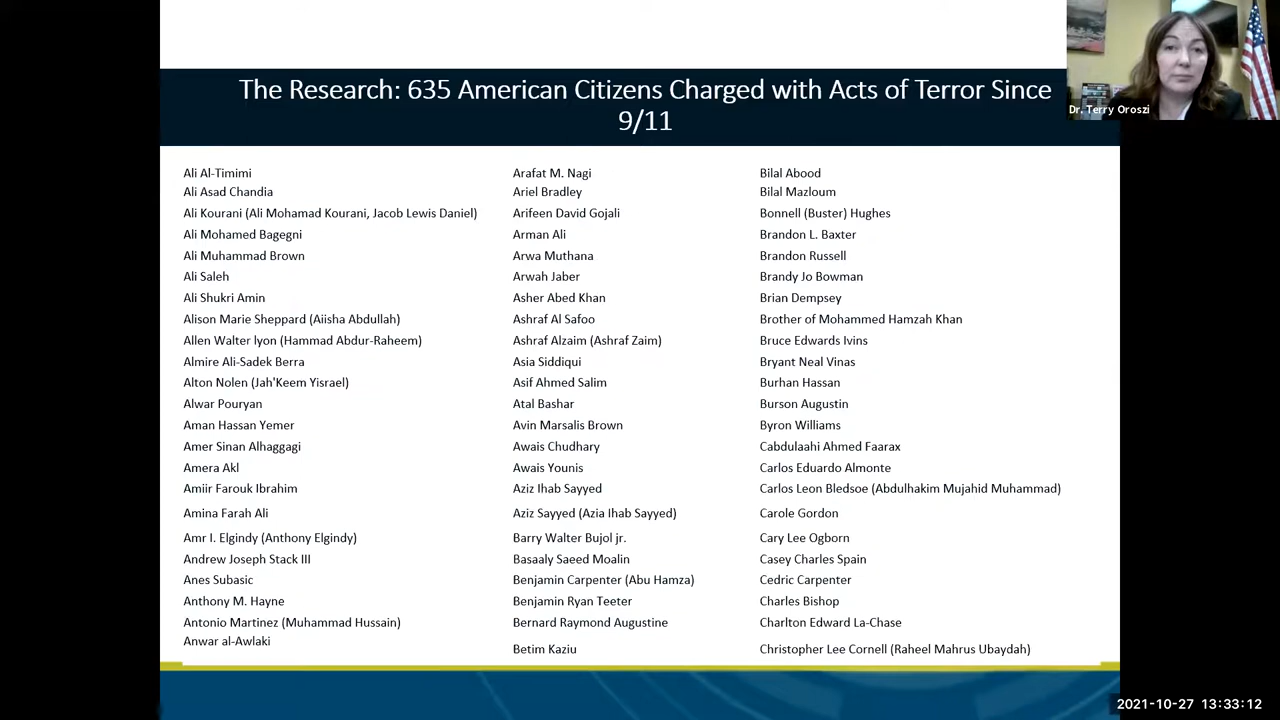 The Research: 635 American Citizens Charged with Acts of Terror Since
9/11
Dr. Terry Oroszi
Ali Al-Timimi
Ali Asad Chandia
Ali Kourani (Ali Mohamad Kourani, Jacob Lewis Daniel)
Ali Mohamed Bagegni
Ali Muhammad Brown
Ali Saleh
Ali Shukri Amin
Alison Marie Sheppard (Aiisha Abdullah)
Allen Walter lyon (Hammad Abdur-Raheem)
Almire Ali-Sadek Berra
Alton Nolen (Jah'Keem Yisrael)
Alwar Pouryan
Aman Hassan Yemer
Amer Sinan Alhaggagi
Amera Akl
Amiir Farouk Ibrahim
Amina Farah Ali
Amr I. Elgindy (Anthony Elgindy)
Andrew Joseph Stack III
Anes Subasic
Anthony M. Hayne
Antonio Martinez (Muhammad Hussain)
Anwar al-Awlaki
Arafat M. Nagi
Ariel Bradley
Arifeen David Gojali
Arman Ali
Arwa Muthana
Arwah Jaber
Asher Abed Khan
Ashraf Al Safoo
Ashraf Alzaim (Ashraf Zaim)
Asia Siddiqui
Asif Ahmed Salim
Atal Bashar
Avin Marsalis Brown
Awais Chudhary
Awais Younis
Aziz Ihab Sayyed
Aziz Sayyed (Azia Ihab Sayyed)
Barry Walter Bujol jr.
Basaaly Saeed Moalin
Benjamin Carpenter (Abu Hamza)
Benjamin Ryan Teeter
Bernard Raymond Augustine
Betim Kaziu
Bilal Abood
Bilal Mazloum
Bonnell (Buster) Hughes
Brandon L. Baxter
Brandon Russell
Brandy Jo Bowman
Brian Dempsey
Brother of Mohammed Hamzah Khan
Bruce Edwards Ivins
Bryant Neal Vinas
Burhan Hassan
Burson Augustin
Byron Williams
Cabdulaahi Ahmed Faarax
Carlos Eduardo Almonte
Carlos Leon Bledsoe (Abdulhakim Mujahid Muhammad)
Carole Gordon
Cary Lee Ogborn
Casey Charles Spain
Cedric Carpenter
Charles Bishop
Charlton Edward La-Chase
Christopher Lee Cornell (Raheel Mahrus Ubaydah)
2021-10-27 13:33:12